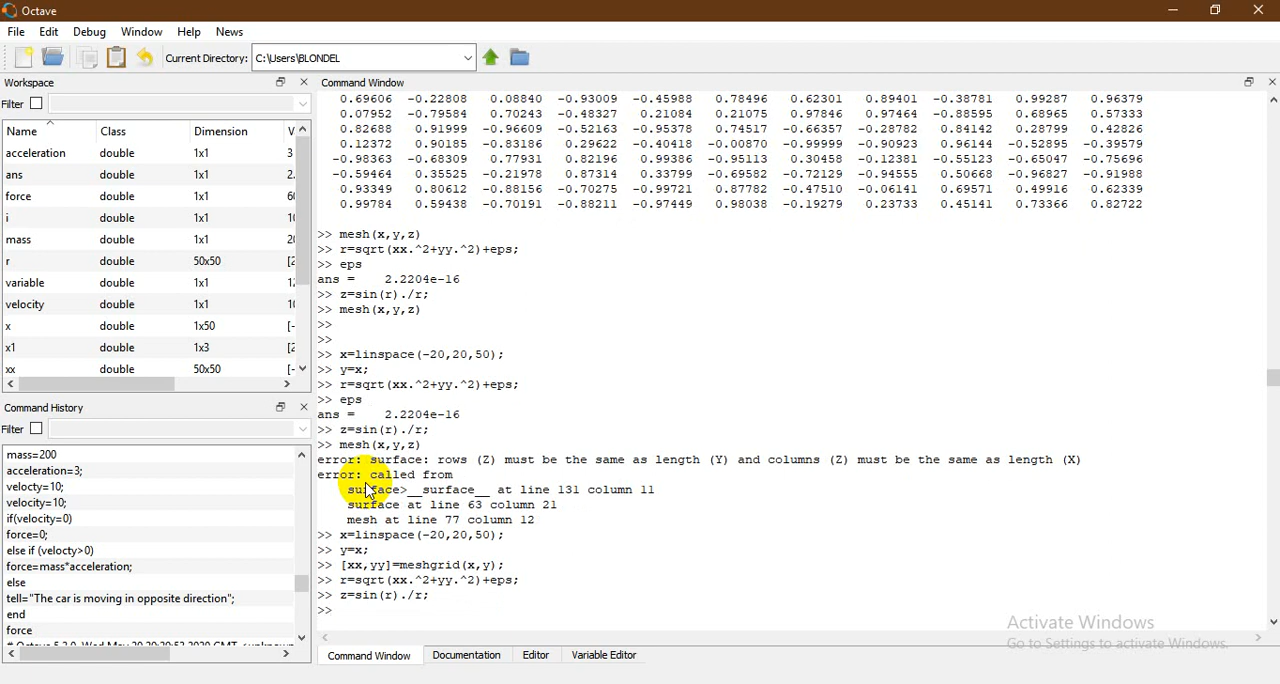 Octave
File Edit Debug Window Help News
Current Directory: C:\Users\BLONDEL
Workspace
Filter
Name Class Dimension V
acceleration double 1x1 3
ans double 1x1 2.
force double 1x1 60
i double 1x1 10
mass double 1x1 20
r double 50x50 [2
variable double 1x1 12
velocity double 1x1 10
x double 1x50 [-
x1 double 1x3 [2
xx double 50x50 [-
Command History
Filter
mass=200
acceleration=3;
velocty=10;
velocity=10;
if(velocity=0)
force=0;
else if (velocty>0)
force=mass*acceleration;
else
tell="The car is moving in opposite direction";
end
force
Command Window
0.69606 -0.22808 0.08840 -0.93009 -0.45988 0.78496 0.62301 0.89401 -0.38781 0.99287 0.96379
0.07952 -0.79584 0.70243 -0.48327 0.21084 0.21075 0.97846 0.97464 -0.88595 0.68965 0.57333
0.82688 0.91999 -0.96609 -0.52163 -0.95378 0.74517 -0.66357 -0.28782 0.84142 0.28799 0.42826
0.12372 0.90185 -0.83186 0.29622 -0.40418 -0.00870 -0.99999 -0.90923 0.96144 -0.52895 -0.39579
-0.98363 -0.68309 0.77931 0.82196 0.99386 -0.95113 0.30458 -0.12381 -0.55123 -0.65047 -0.75696
-0.59464 0.35525 -0.21978 0.87314 0.33799 -0.69582 -0.72129 -0.94555 0.50668 -0.96827 -0.91988
0.93349 0.80612 -0.88156 -0.70275 -0.99721 0.87782 -0.47510 -0.06141 0.69571 0.49916 0.62339
0.99784 0.59438 -0.70191 -0.88211 -0.97449 0.98038 -0.19279 0.23733 0.45141 0.73366 0.82722
>> mesh(x,y,z)
>> r=sqrt(xx.^2+yy.^2)+eps;
>> eps
ans = 2.2204e-16
>> z=sin(r)./r;
>> mesh(x,y,z)
>>
>>
>> x=linspace(-20,20,50);
>> y=x;
>> r=sqrt(xx.^2+yy.^2)+eps;
>> eps
ans = 2.2204e-16
>> z=sin(r)./r;
>> mesh(x,y,z)
error: surface: rows (Z) must be the same as length (Y) and columns (Z) must be the same as length (X)
error: called from
surface>__surface__ at line 131 column 11
surface at line 63 column 21
mesh at line 77 column 12
>> x=linspace(-20,20,50);
>> y=x;
>> [xx,yy]=meshgrid(x,y);
>> r=sqrt(xx.^2+yy.^2)+eps;
>> z=sin(r)./r;
>>
Activate Windows
Go to Settings to activate Windows.
Command Window Documentation Editor Variable Editor